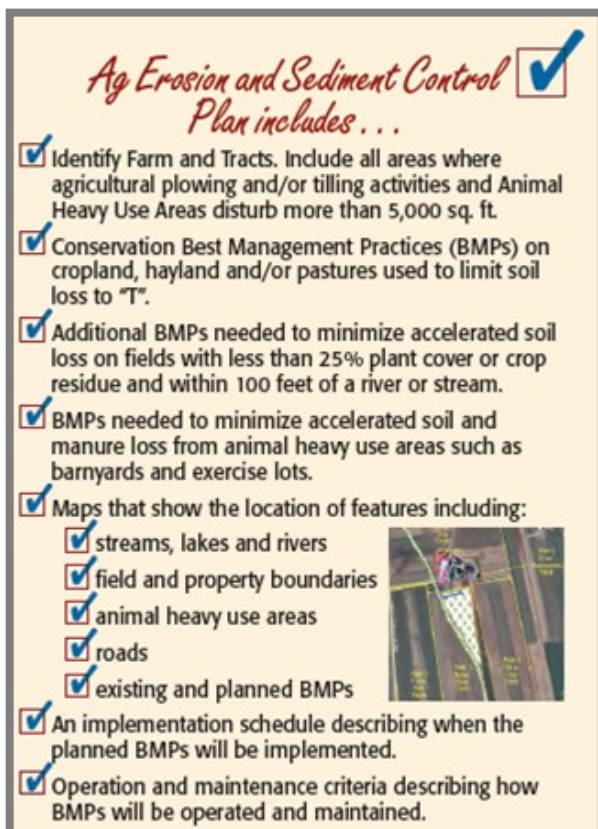 Ag Erosion and Sediment Control
Plan includes . . .
Identify Farm and Tracts. Include all areas where
agricultural plowing and/or tilling activities and Animal
Heavy Use Areas disturb more than 5,000 sq. ft.
Conservation Best Management Practices (BMPs) on
cropland, hayland and/or pastures used to limit soil
loss to “T”.
Additional BMPs needed to minimize accelerated soil
loss on fields with less than 25% plant cover or crop
residue and within 100 feet of a river or stream.
BMPs needed to minimize accelerated soil and
manure loss from animal heavy use areas such as
barnyards and exercise lots.
Maps that show the location of features including:
streams, lakes and rivers
field and property boundaries
animal heavy use areas
roads
existing and planned BMPs
An implementation schedule describing when the
planned BMPs will be implemented.
Operation and maintenance criteria describing how
BMPs will be operated and maintained.